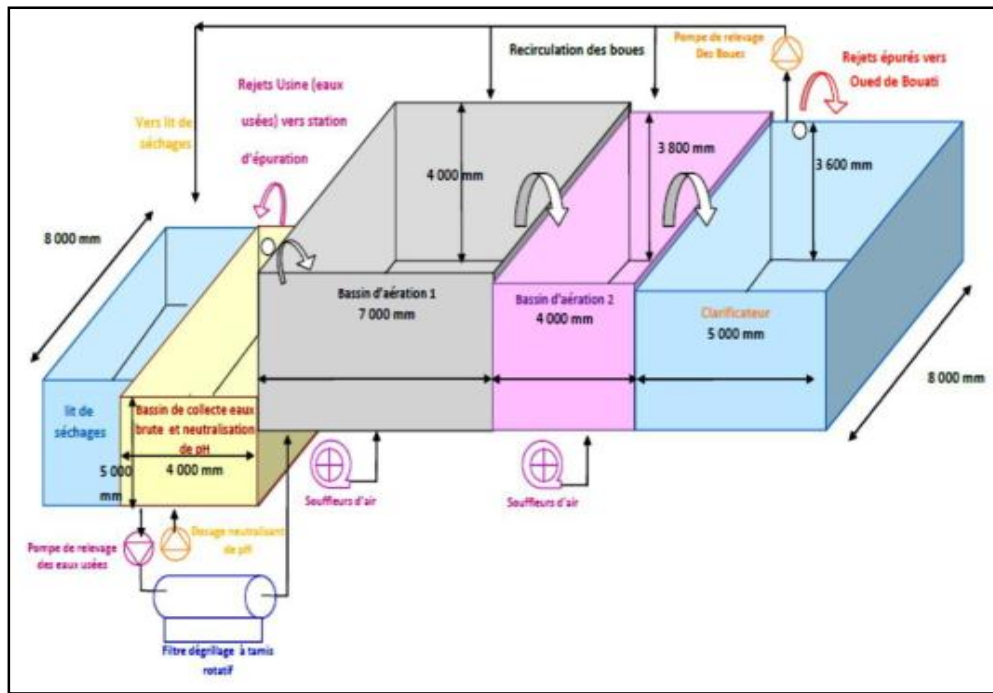 Pompe de relevage
Des Boues
Recirculation des boues
Rejets épurés vers
Oued de Bouati
Rejets Usine (eaux
usées) vers station
d'épuration
Vers lit de
séchages
4 000 mm
3 800 mm
3 600 mm
8 000 mm
Bassin d'aération 1
7 000 mm
Bassin d'aération 2
4 000 mm
Clarificateur
5 000 mm
8 000 mm
lit de
séchages
Bassin de collecte eaux
brute et neutralisation
de pH
4 000 mm
5 000
mm
Souffleurs d'air
Souffleurs d'air
Pompe de relevage
des eaux usées
Dosage neutralisant
de pH
Filtre dégrillage à tamis
rotatif